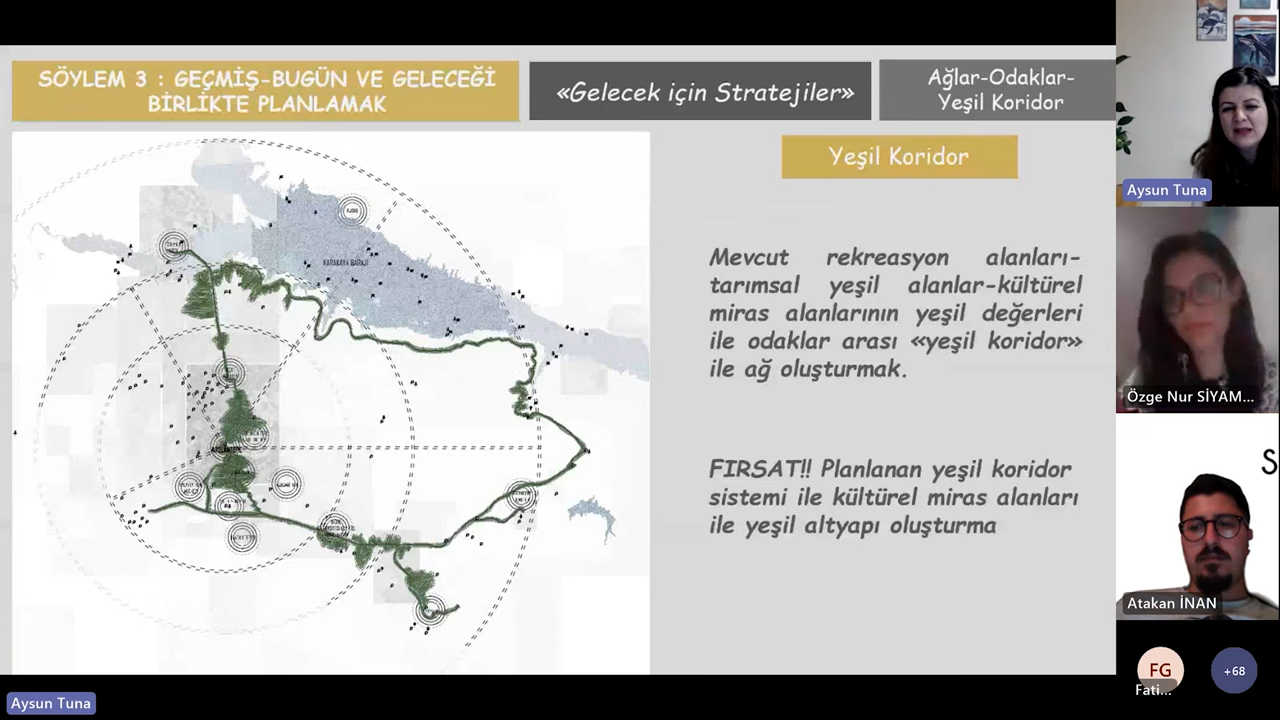 SÖYLEM 3 : GEÇMİŞ-BUGÜN VE GELECEĞİ
BİRLİKTE PLANLAMAK
«Gelecek için Stratejiler»
Ağlar-Odaklar-
Yeşil Koridor
Yeşil Koridor
Mevcut rekreasyon alanları-
tarımsal yeşil alanlar-kültürel
miras alanlarının yeşil değerleri
ile odaklar arası «yeşil koridor»
ile ağ oluşturmak.
FIRSAT!! Planlanan yeşil koridor
sistemi ile kültürel miras alanları
ile yeşil altyapı oluşturma
KARAKAYA BARAJI
ARSLANTEPE
Aysun Tuna
Özge Nur SİYAM...
S
Atakan İNAN
FG
Fati...
+68
Aysun Tuna